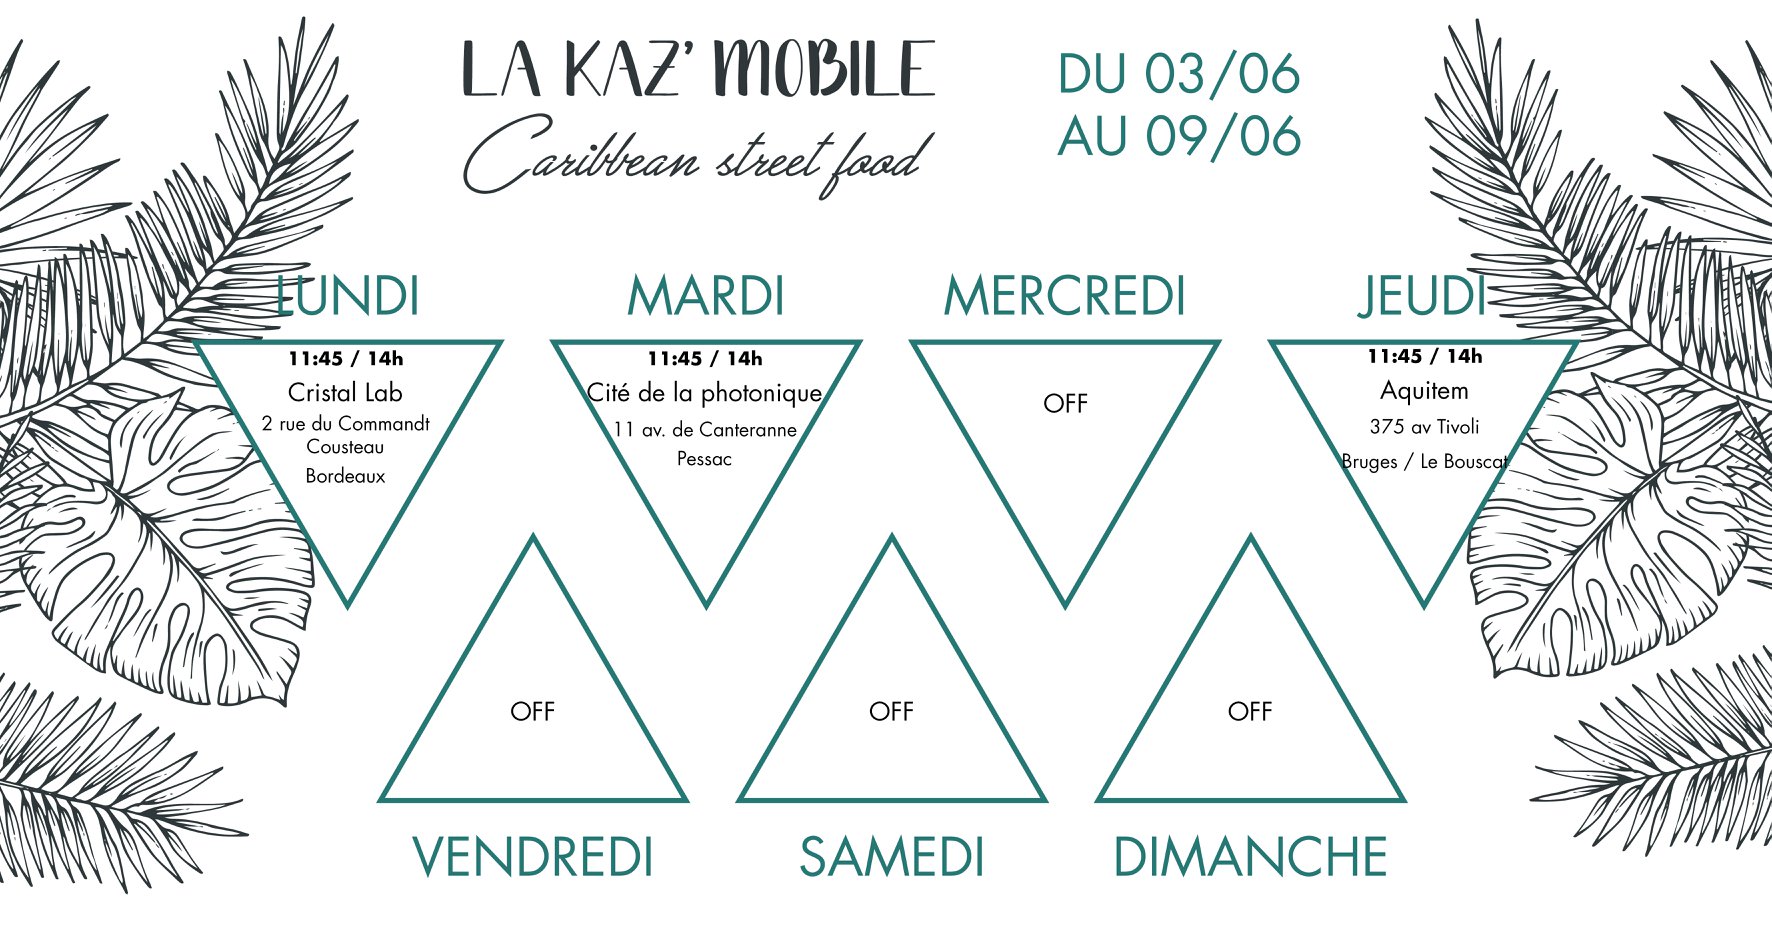 LA KAZ' MOBILE
Caribbean street food
DU 03/06
AU 09/06
LUNDI
11:45 / 14h
Cristal Lab
2 rue du Commandt
Cousteau
Bordeaux
MARDI
11:45 / 14h
Cité de la photonique
11 av. de Canteranne
Pessac
MERCREDI
OFF
JEUDI
11:45 / 14h
Aquitem
375 av Tivoli
Bruges / Le Bouscat
OFF
VENDREDI
OFF
SAMEDI
OFF
DIMANCHE